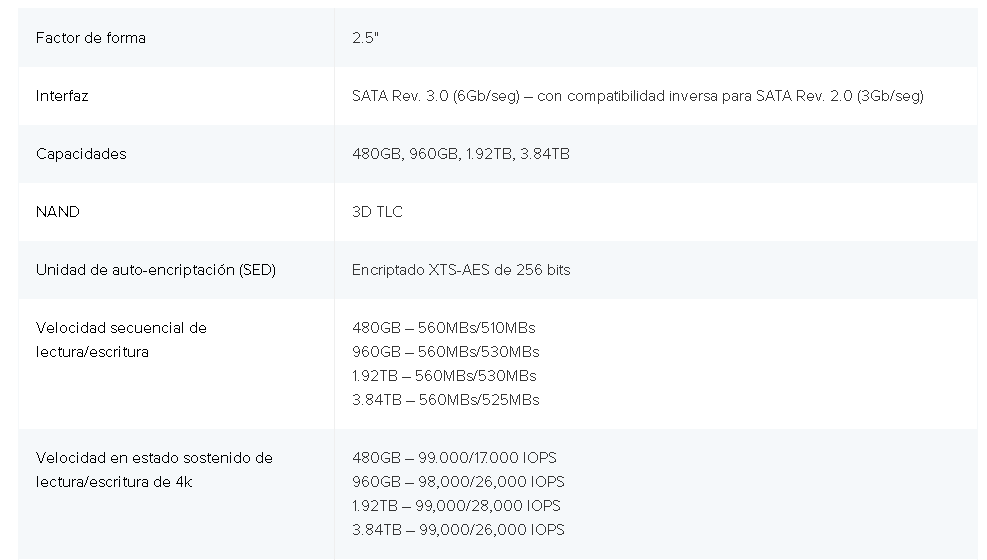 Factor de forma
2.5"
Interfaz
SATA Rev. 3.0 (6Gb/seg) – con compatibilidad inversa para SATA Rev. 2.0 (3Gb/seg)
Capacidades
480GB, 960GB, 1.92TB, 3.84TB
NAND
3D TLC
Unidad de auto-encriptación (SED)
Encriptado XTS-AES de 256 bits
Velocidad secuencial de
lectura/escritura
480GB – 560MBs/510MBs
960GB – 560MBs/530MBs
1.92TB – 560MBs/530MBs
3.84TB – 560MBs/525MBs
Velocidad en estado sostenido de
lectura/escritura de 4k
480GB – 99.000/17.000 IOPS
960GB – 98,000/26,000 IOPS
1.92TB – 99,000/28,000 IOPS
3.84TB – 99,000/26,000 IOPS